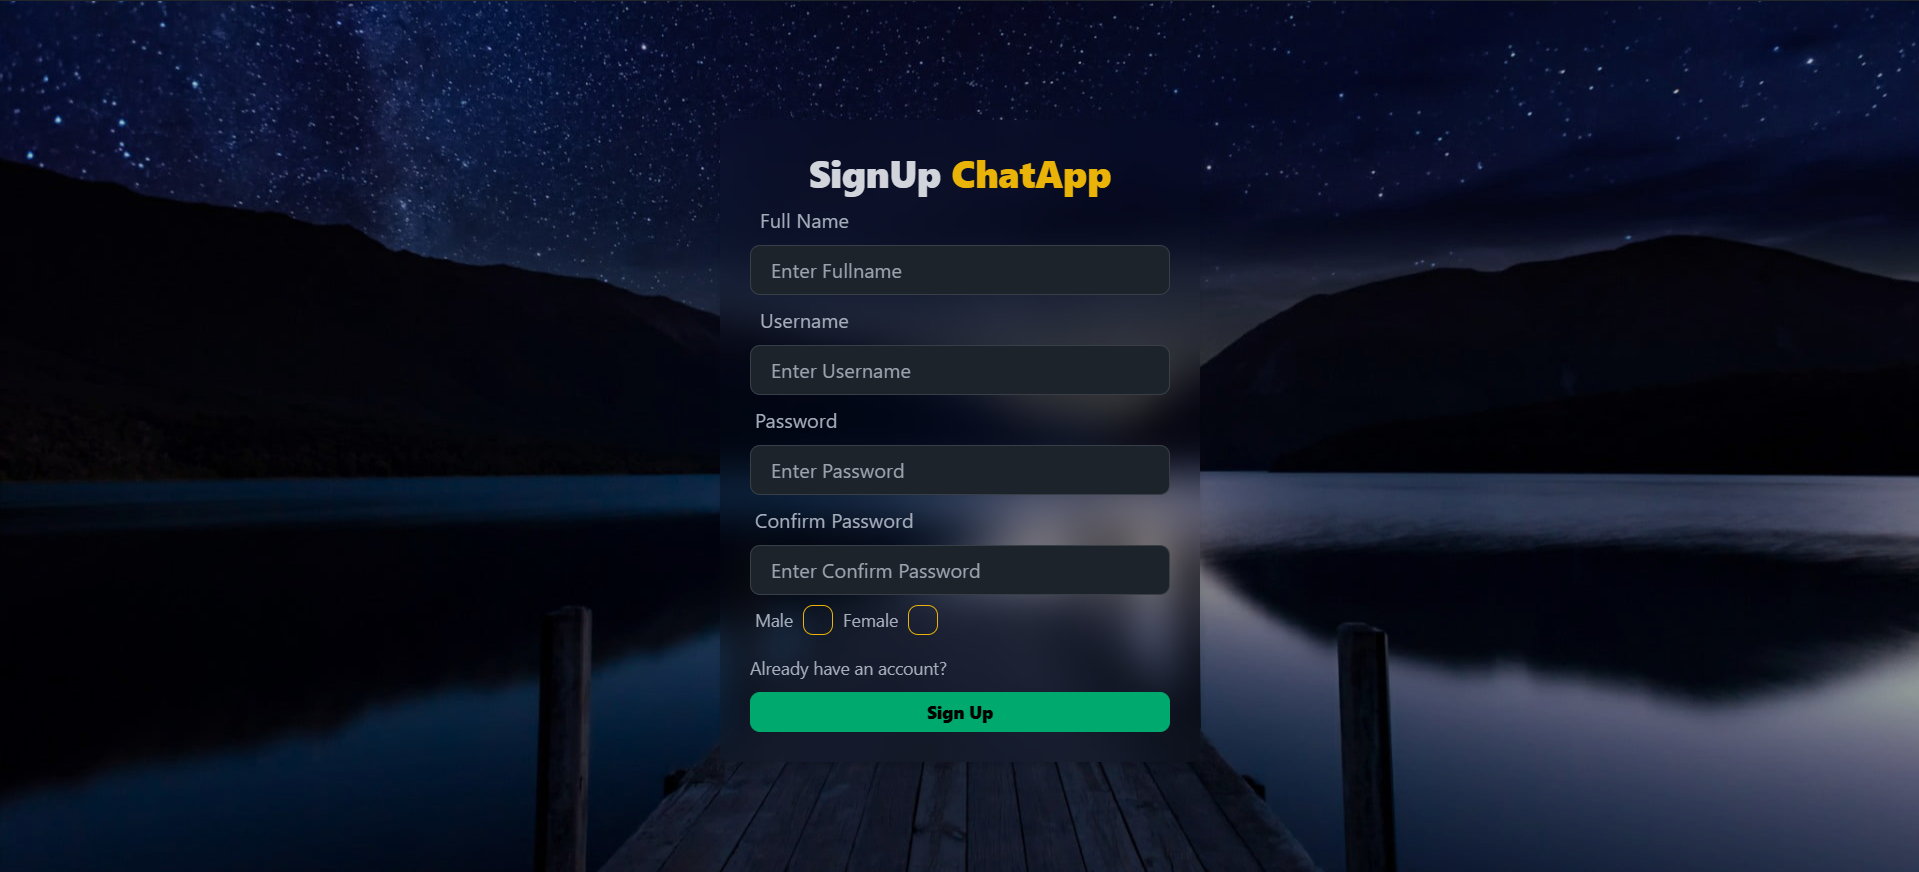 SignUp ChatApp
Full Name
Enter Fullname
Username
Enter Username
Password
Enter Password
Confirm Password
Enter Confirm Password
Male Female
Already have an account?
Sign Up